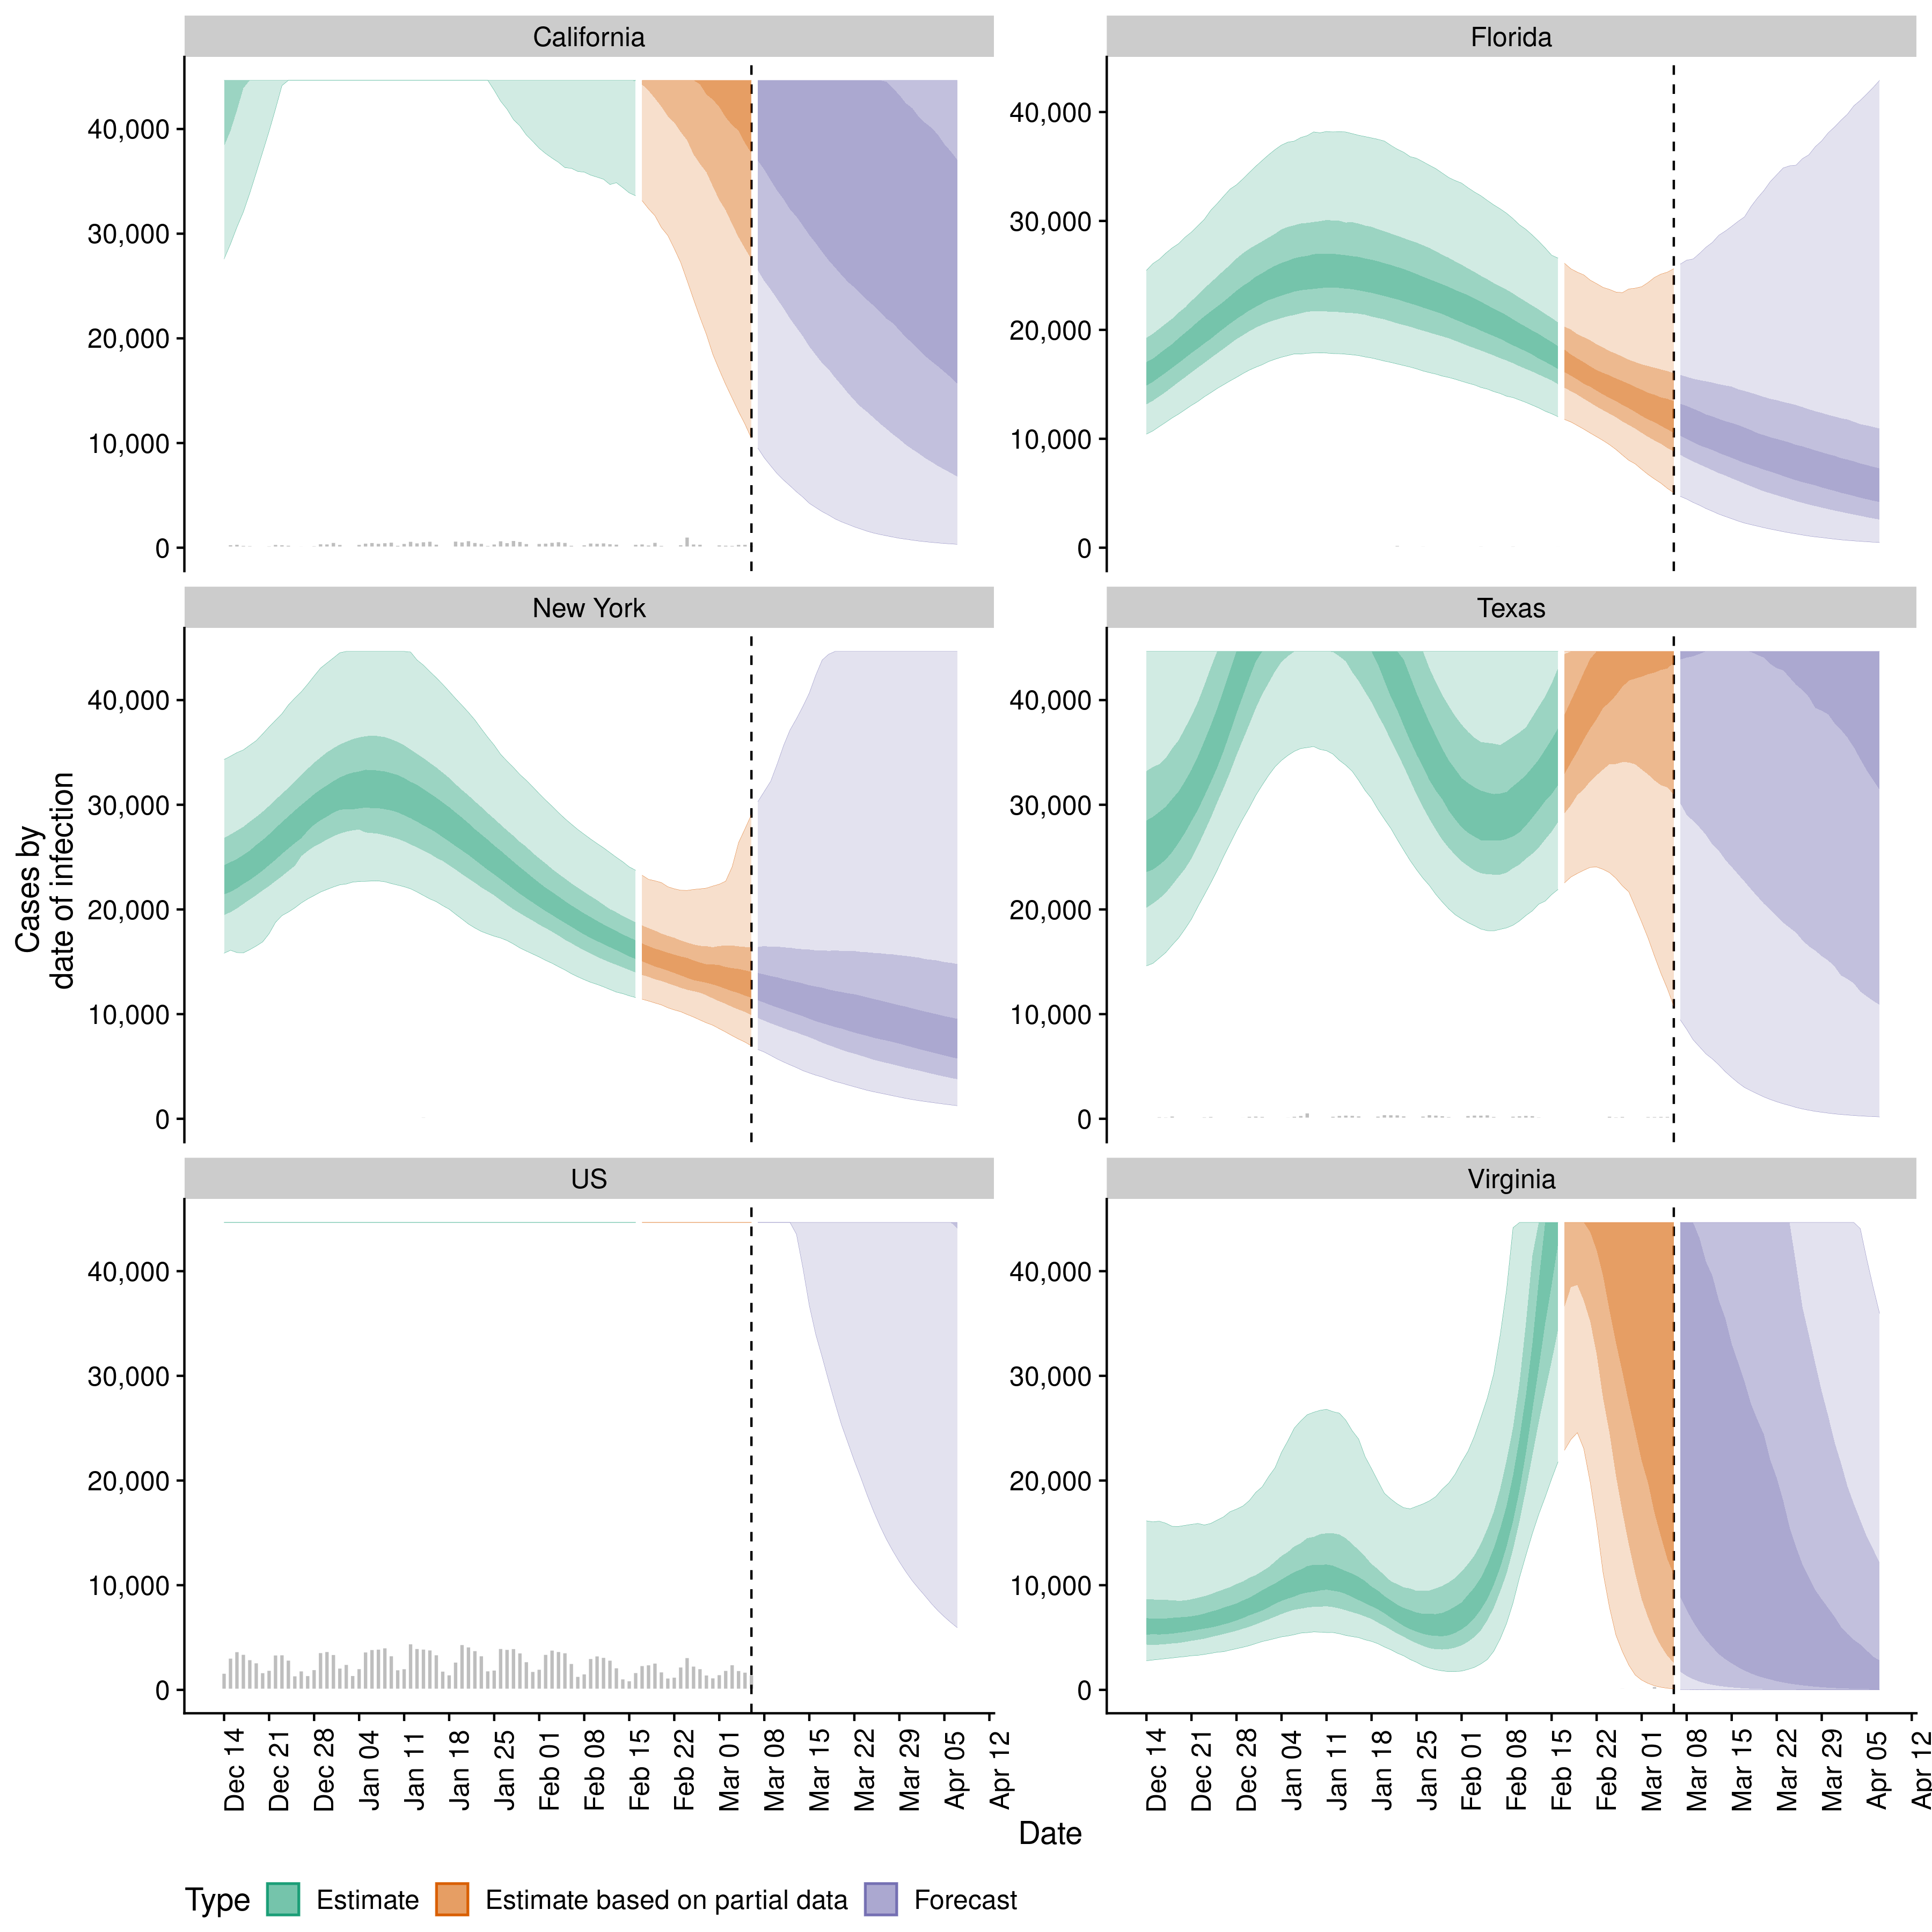 California
Florida
40,000
30,000
20,000
10,000
0
40,000
30,000
20,000
10,000
0
New York
Texas
40,000
30,000
20,000
10,000
0
40,000
30,000
20,000
10,000
0
Cases by
date of infection
US
Virginia
40,000
30,000
20,000
10,000
0
40,000
30,000
20,000
10,000
0
Dec 14
Dec 21
Dec 28
Jan 04
Jan 11
Jan 18
Jan 25
Feb 01
Feb 08
Feb 15
Feb 22
Mar 01
Mar 08
Mar 15
Mar 22
Mar 29
Apr 05
Apr 12
Dec 14
Dec 21
Dec 28
Jan 04
Jan 11
Jan 18
Jan 25
Feb 01
Feb 08
Feb 15
Feb 22
Mar 01
Mar 08
Mar 15
Mar 22
Mar 29
Apr 05
Apr 12
Date
Type Estimate Estimate based on partial data Forecast